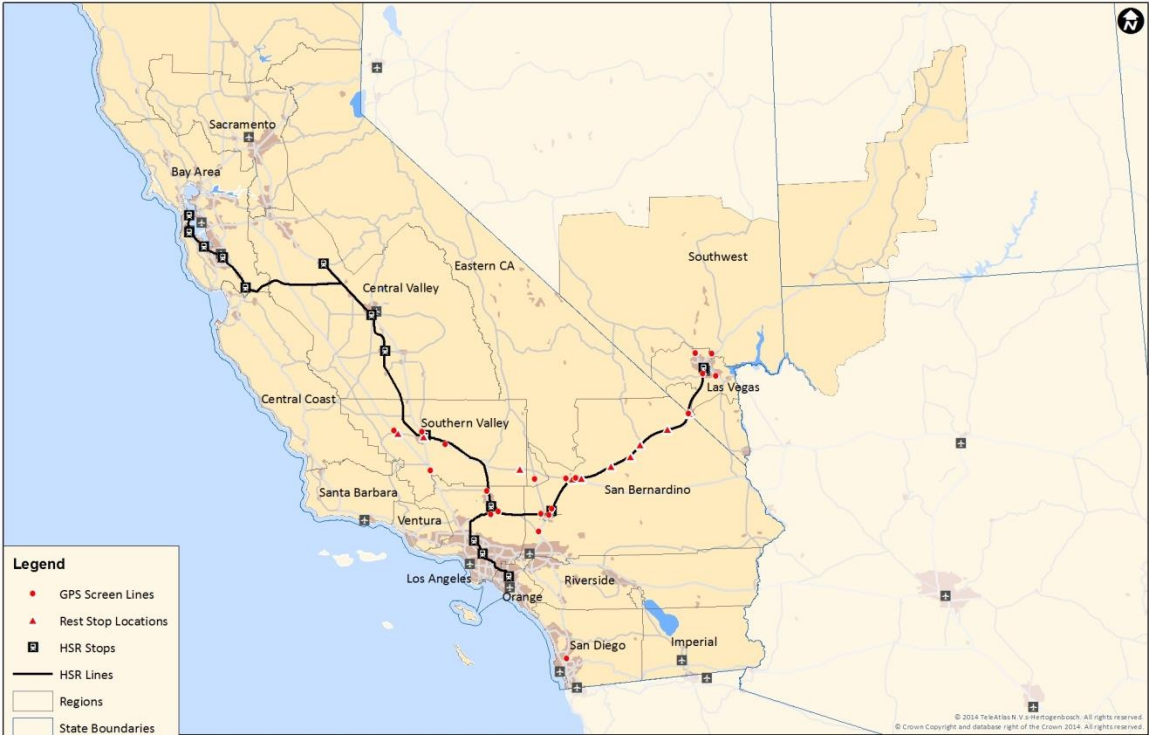 N
Sacramento
Bay Area
Eastern CA
Southwest
Central Valley
Las Vegas
Central Coast
Southern Valley
San Bernardino
Santa Barbara
Ventura
Los Angeles
Riverside
Orange
San Diego
Imperial
Legend
GPS Screen Lines
Rest Stop Locations
HSR Stops
HSR Lines
Regions
State Boundaries
© 2014 TeleAtlas N.V.s-Hertogenbosch. All rights reserved.
© Crown Copyright and database right of the Crown 2014. All rights reserved.